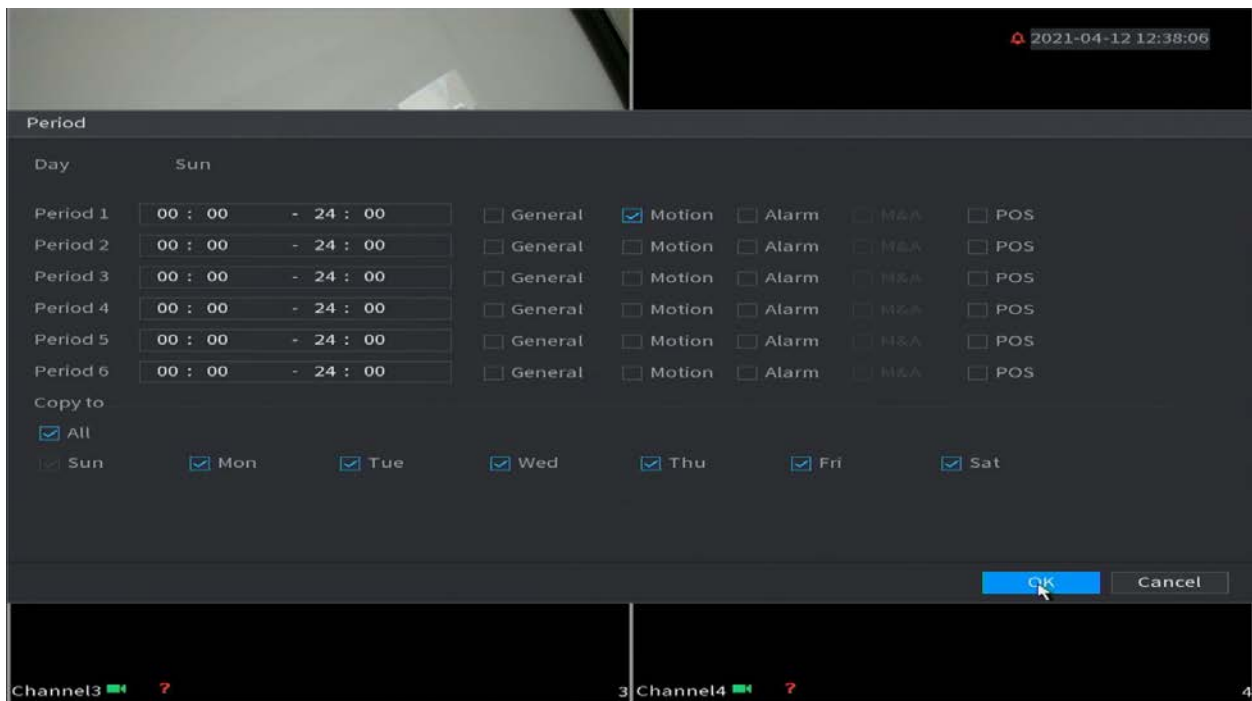 2021-04-12 12:38:06
Period
Day Sun
Period 1 00 : 00 - 24 : 00 General Motion Alarm M&A POS
Period 2 00 : 00 - 24 : 00 General Motion Alarm M&A POS
Period 3 00 : 00 - 24 : 00 General Motion Alarm M&A POS
Period 4 00 : 00 - 24 : 00 General Motion Alarm M&A POS
Period 5 00 : 00 - 24 : 00 General Motion Alarm M&A POS
Period 6 00 : 00 - 24 : 00 General Motion Alarm M&A POS
Copy to
All
Sun Mon Tue Wed Thu Fri Sat
OK Cancel
Channel3 ? 3 Channel4 ? 4